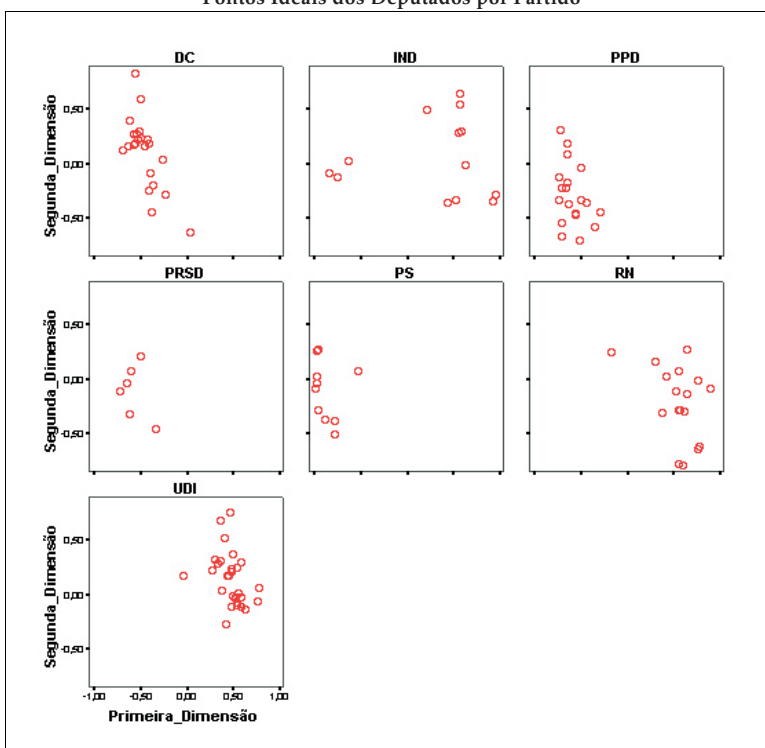 Pontos Ideais dos Deputados por Partido
DC IND PPD
Segunda_Dimensão
0,50
0,00
-0,50
PRSD PS RN
Segunda_Dimensão
0,50
0,00
-0,50
UDI
Segunda_Dimensão
0,50
0,00
-0,50
-1,00 -0,50 0,00 0,50 1,00
Primeira_Dimensão